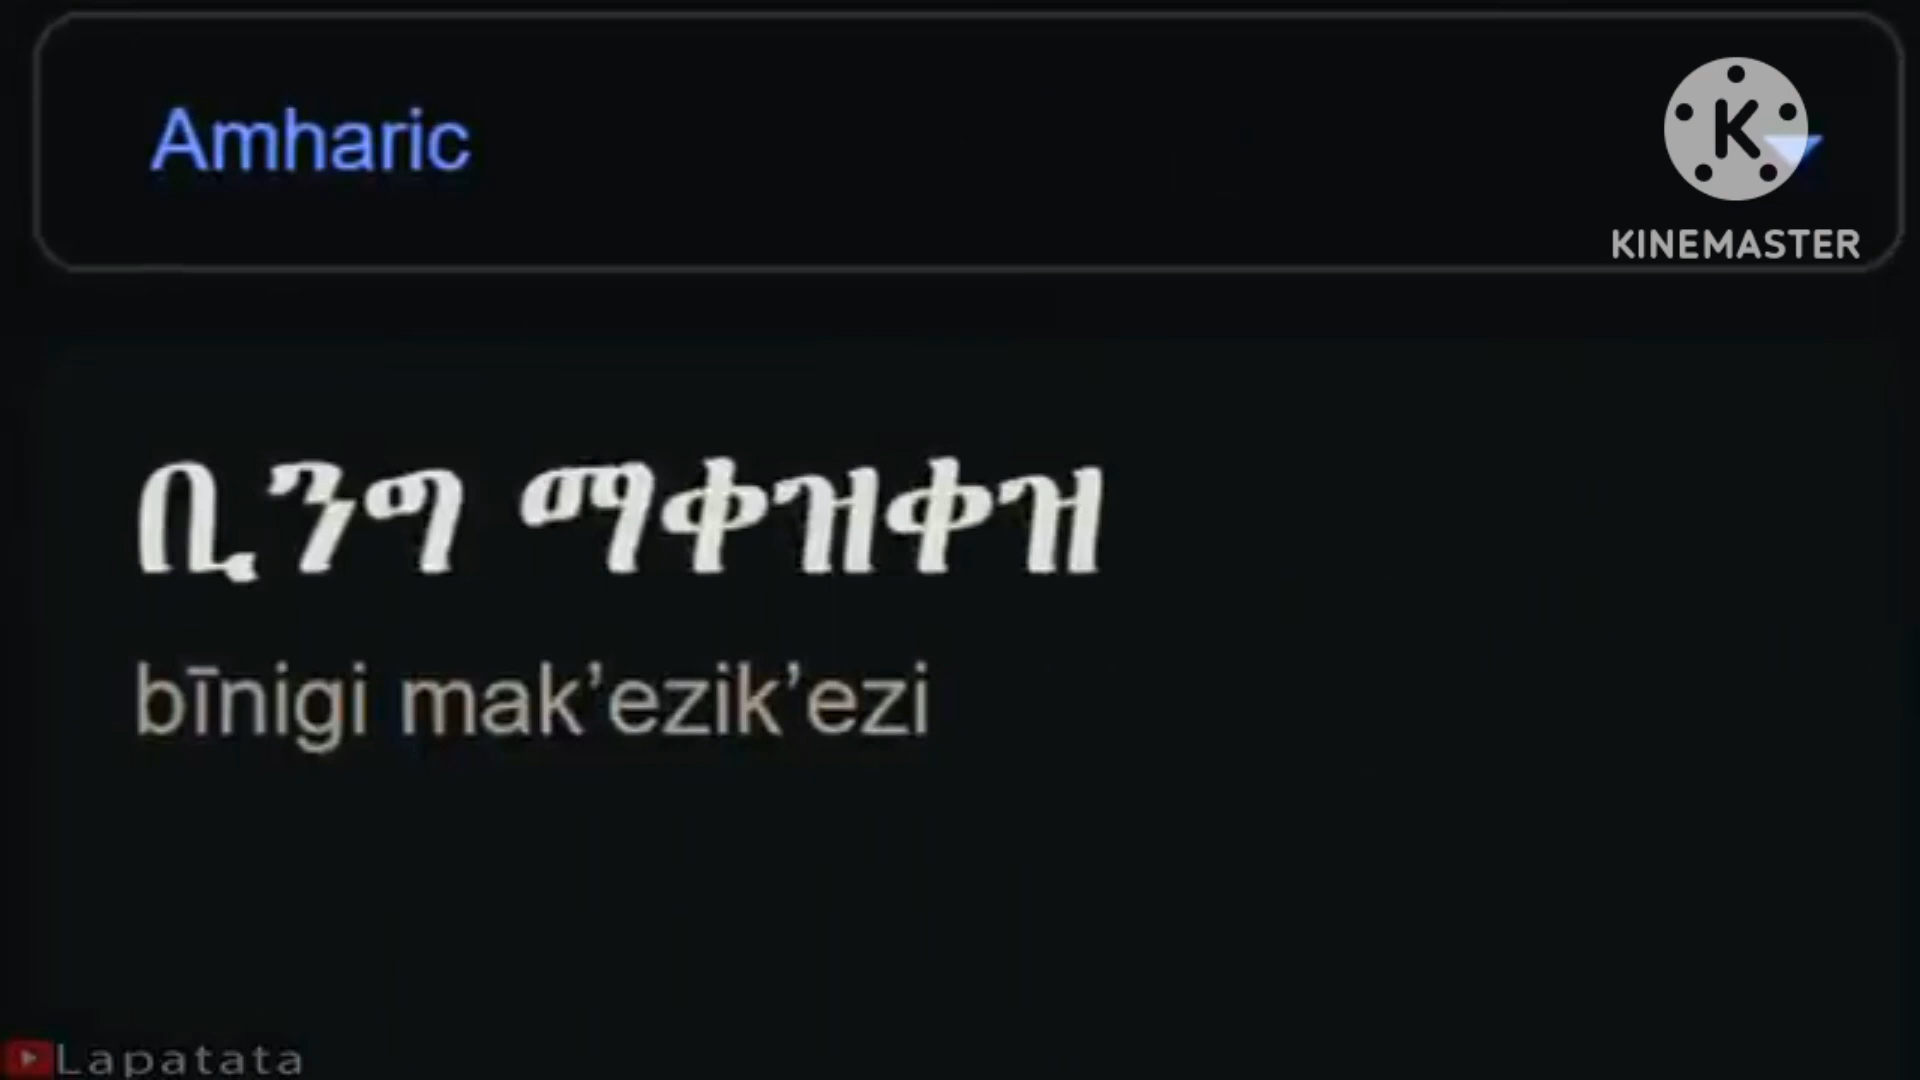 Amharic
K
KINEMASTER
ቢንግ ማቀዝቀዝ
bīnigi mak’ezik’ezi
Lapatata